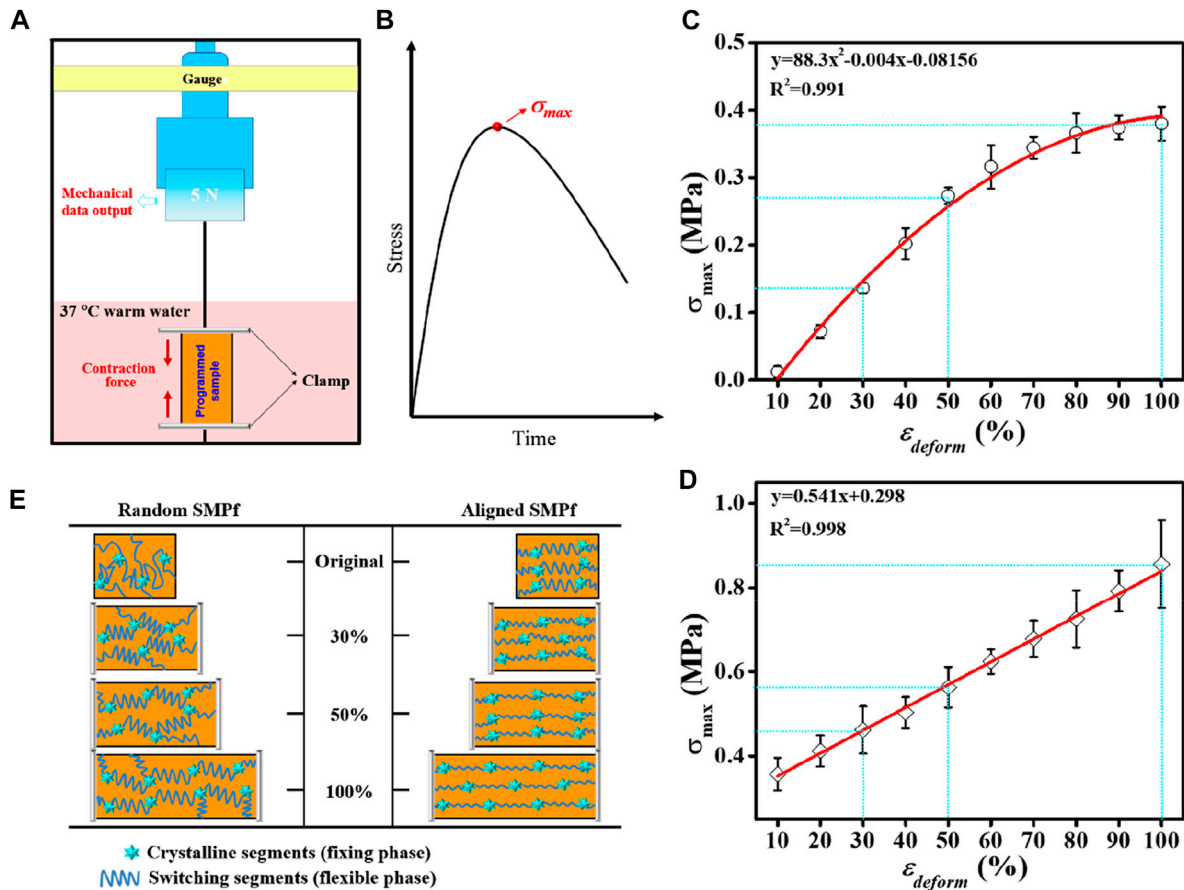 A
Gauge
5 N
Mechanical
data output
37 °C warm water
Contraction
force
Programmed
sample
Clamp
B
σmax
Stress
Time
C
y=88.3x²-0.004x-0.08156
R²=0.991
σmax (MPa)
0.5
0.4
0.3
0.2
0.1
0.0
10 20 30 40 50 60 70 80 90 100
εdeform (%)
D
y=0.541x+0.298
R²=0.998
σmax (MPa)
1.0
0.8
0.6
0.4
10 20 30 40 50 60 70 80 90 100
εdeform (%)
E
Random SMPf Aligned SMPf
Original
30%
50%
100%
Crystalline segments (fixing phase)
Switching segments (flexible phase)